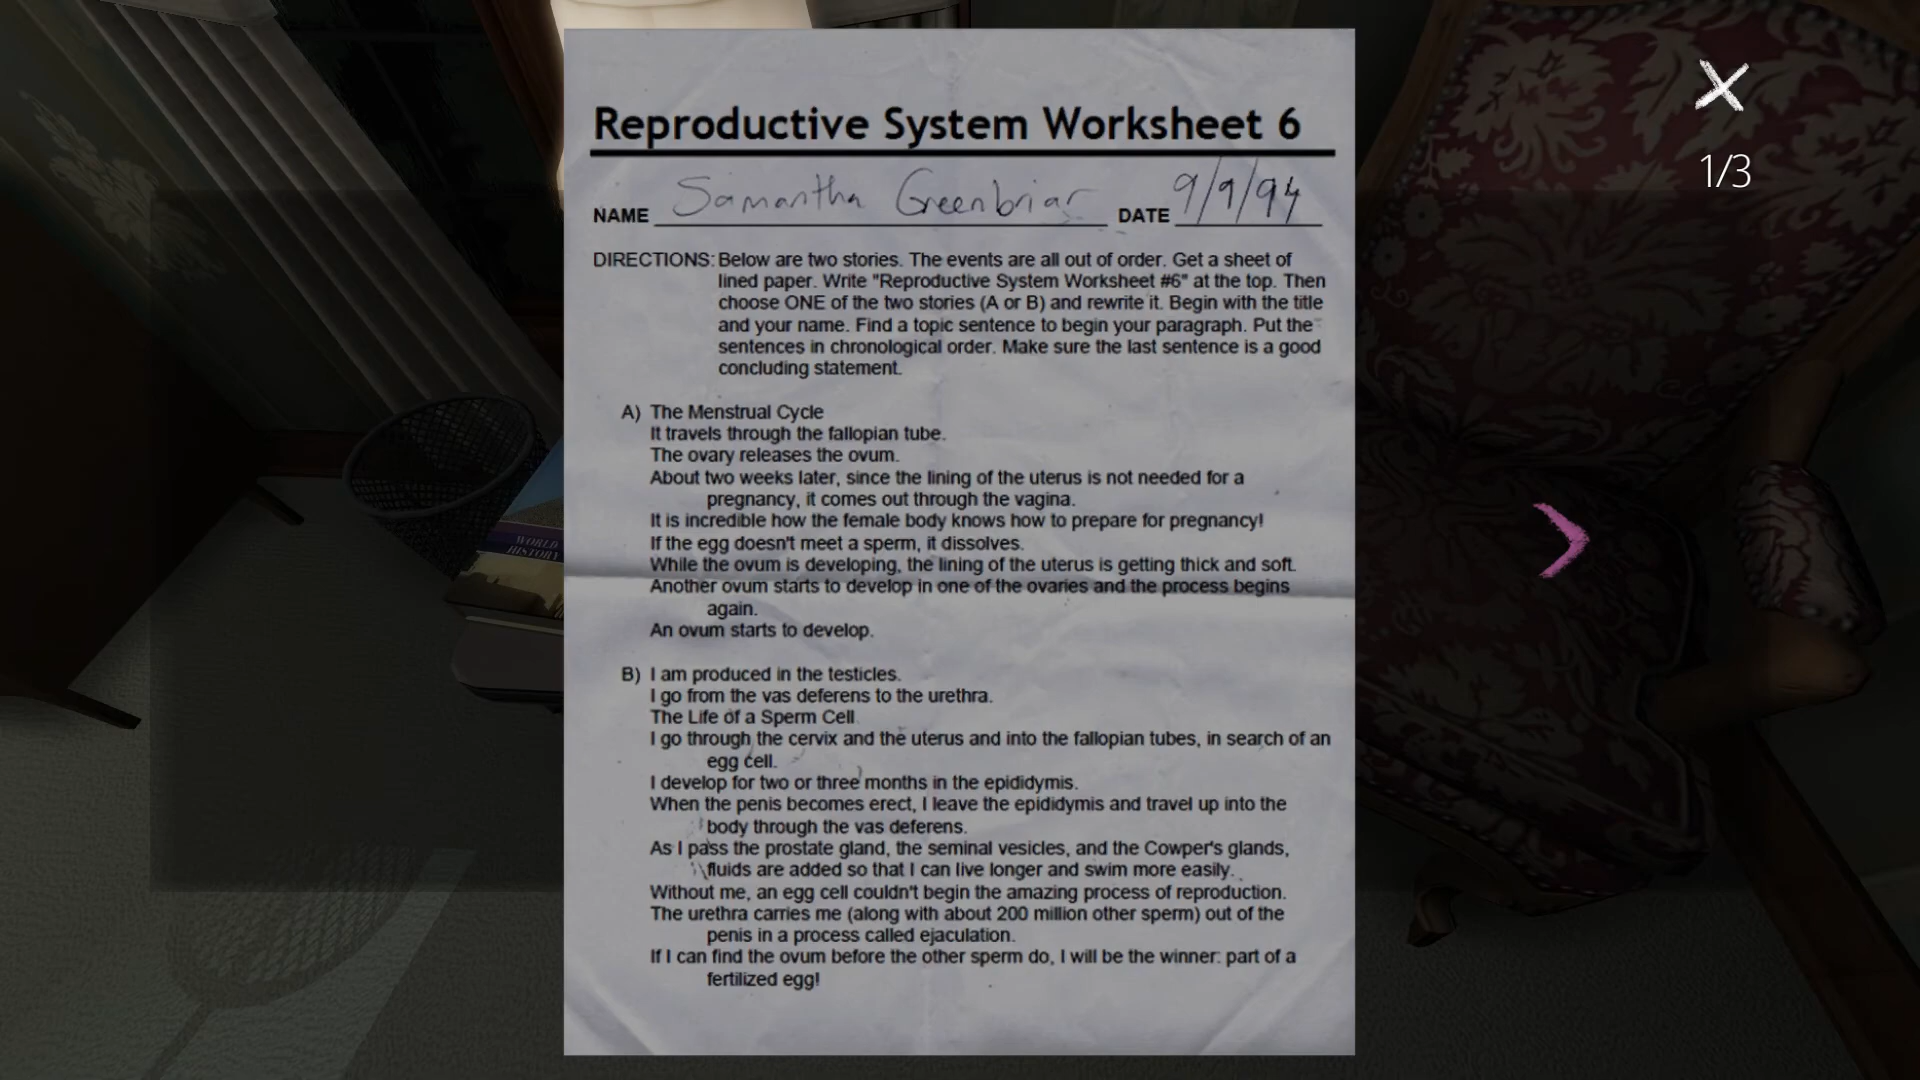 Reproductive System Worksheet 6
NAME Samantha Greenbriar DATE 9/9/94
DIRECTIONS: Below are two stories. The events are all out of order. Get a sheet of
lined paper. Write "Reproductive System Worksheet #6" at the top. Then
choose ONE of the two stories (A or B) and rewrite it. Begin with the title
and your name. Find a topic sentence to begin your paragraph. Put the
sentences in chronological order. Make sure the last sentence is a good
concluding statement.
A) The Menstrual Cycle
It travels through the fallopian tube.
The ovary releases the ovum.
About two weeks later, since the lining of the uterus is not needed for a
pregnancy, it comes out through the vagina.
It is incredible how the female body knows how to prepare for pregnancy!
If the egg doesn't meet a sperm, it dissolves.
While the ovum is developing, the lining of the uterus is getting thick and soft.
Another ovum starts to develop in one of the ovaries and the process begins
again.
An ovum starts to develop.
B) I am produced in the testicles.
I go from the vas deferens to the urethra.
The Life of a Sperm Cell
I go through the cervix and the uterus and into the fallopian tubes, in search of an
egg cell.
I develop for two or three months in the epididymis.
When the penis becomes erect, I leave the epididymis and travel up into the
body through the vas deferens.
As I pass the prostate gland, the seminal vesicles, and the Cowper's glands,
fluids are added so that I can live longer and swim more easily.
Without me, an egg cell couldn't begin the amazing process of reproduction.
The urethra carries me (along with about 200 million other sperm) out of the
penis in a process called ejaculation.
If I can find the ovum before the other sperm do, I will be the winner: part of a
fertilized egg!
1/3
WORLD
HISTORY